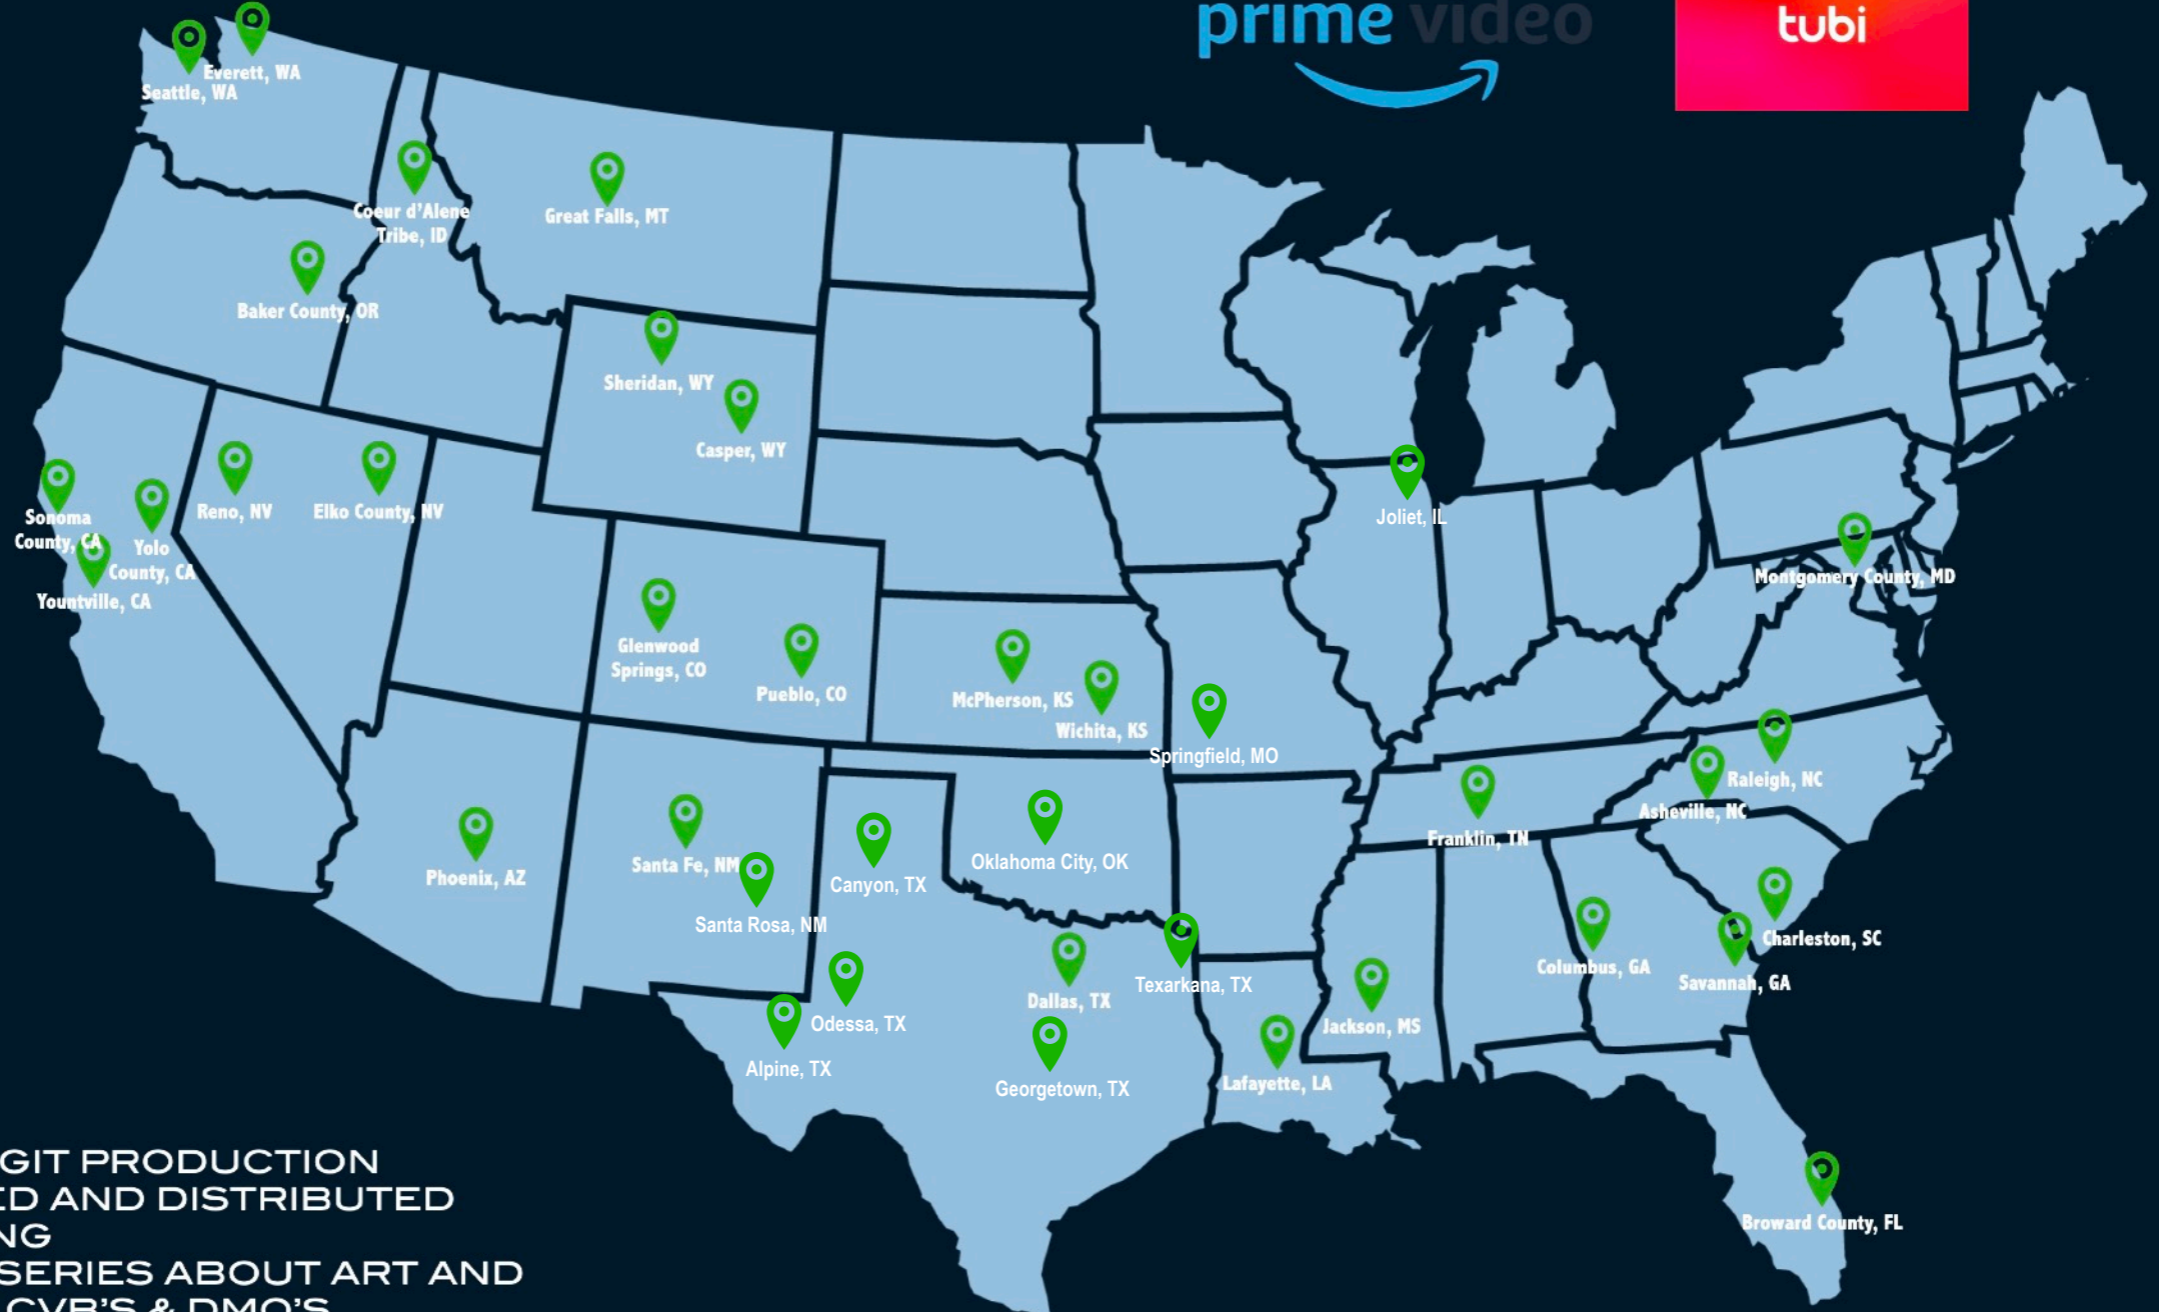 prime video
tubi
Everett, WA
Seattle, WA
Coeur d'Alene
Tribe, ID
Great Falls, MT
Baker County, OR
Sheridan, WY
Casper, WY
Reno, NV
Elko County, NV
Sonoma
County, CA
Yolo
County, CA
Yountville, CA
Joliet, IL
Montgomery County, MD
Glenwood
Springs, CO
Pueblo, CO
McPherson, KS
Wichita, KS
Springfield, MO
Raleigh, NC
Asheville, NC
Franklin, TN
Phoenix, AZ
Santa Fe, NM
Santa Rosa, NM
Canyon, TX
Oklahoma City, OK
Charleston, SC
Columbus, GA
Savannah, GA
Texarkana, TX
Dallas, TX
Odessa, TX
Alpine, TX
Georgetown, TX
Jackson, MS
Lafayette, LA
Broward County, FL
GIT PRODUCTION
ED AND DISTRIBUTED
NG
SERIES ABOUT ART AND
CVB'S & DMO'S